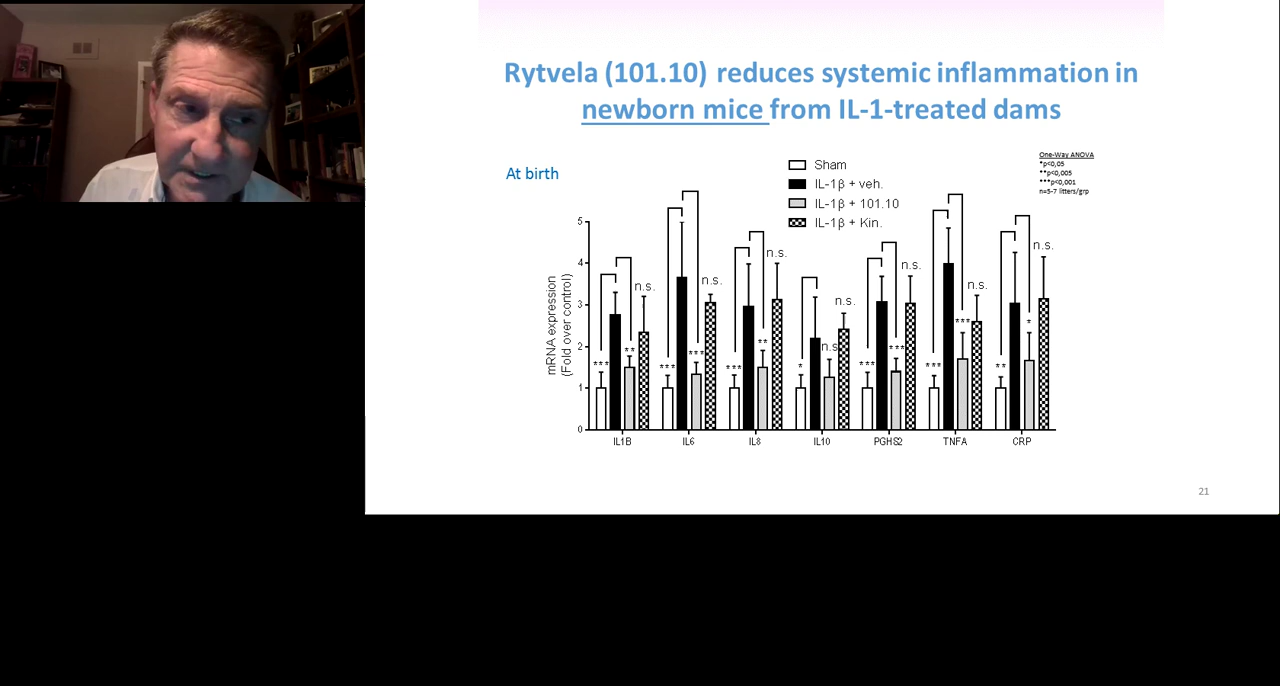 Rytvela (101.10) reduces systemic inflammation in
newborn mice from IL-1-treated dams
At birth
Sham
IL-1β + veh.
IL-1β + 101.10
IL-1β + Kin.
One-Way ANOVA
*p<0,05
**p<0,005
***p<0,001
n=5-7 litters/grp
mRNA expression
(Fold over control)
5
4
3
2
1
0
*** ** n.s.
*** *** n.s.
*** ** n.s.
* n.s. n.s.
*** *** n.s.
*** *** n.s.
** * n.s.
IL1B IL6 IL8 IL10 PGHS2 TNFA CRP
21